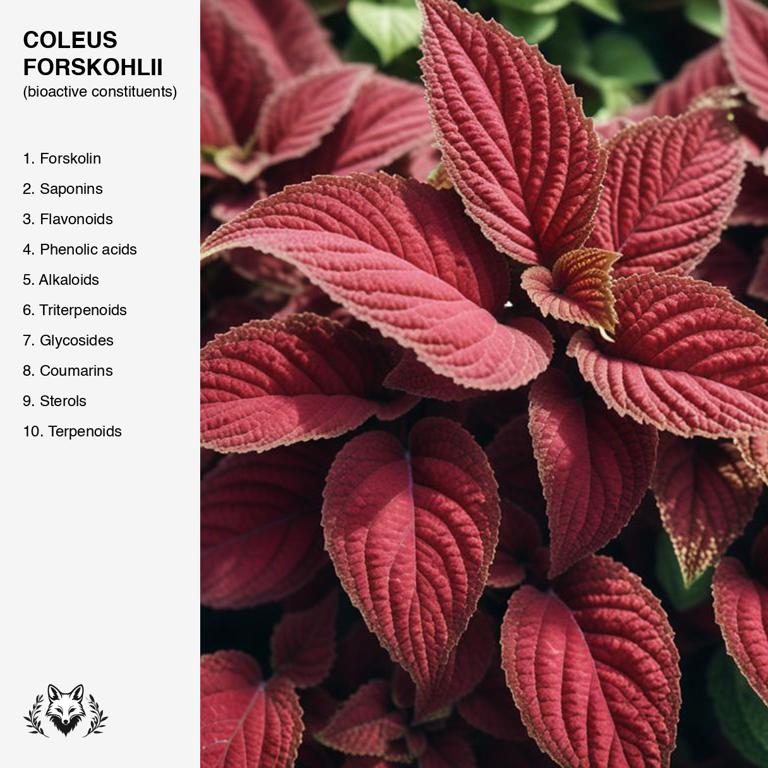 COLEUS
FORSKOHLII
(bioactive constituents)
1. Forskolin
2. Saponins
3. Flavonoids
4. Phenolic acids
5. Alkaloids
6. Triterpenoids
7. Glycosides
8. Coumarins
9. Sterols
10. Terpenoids